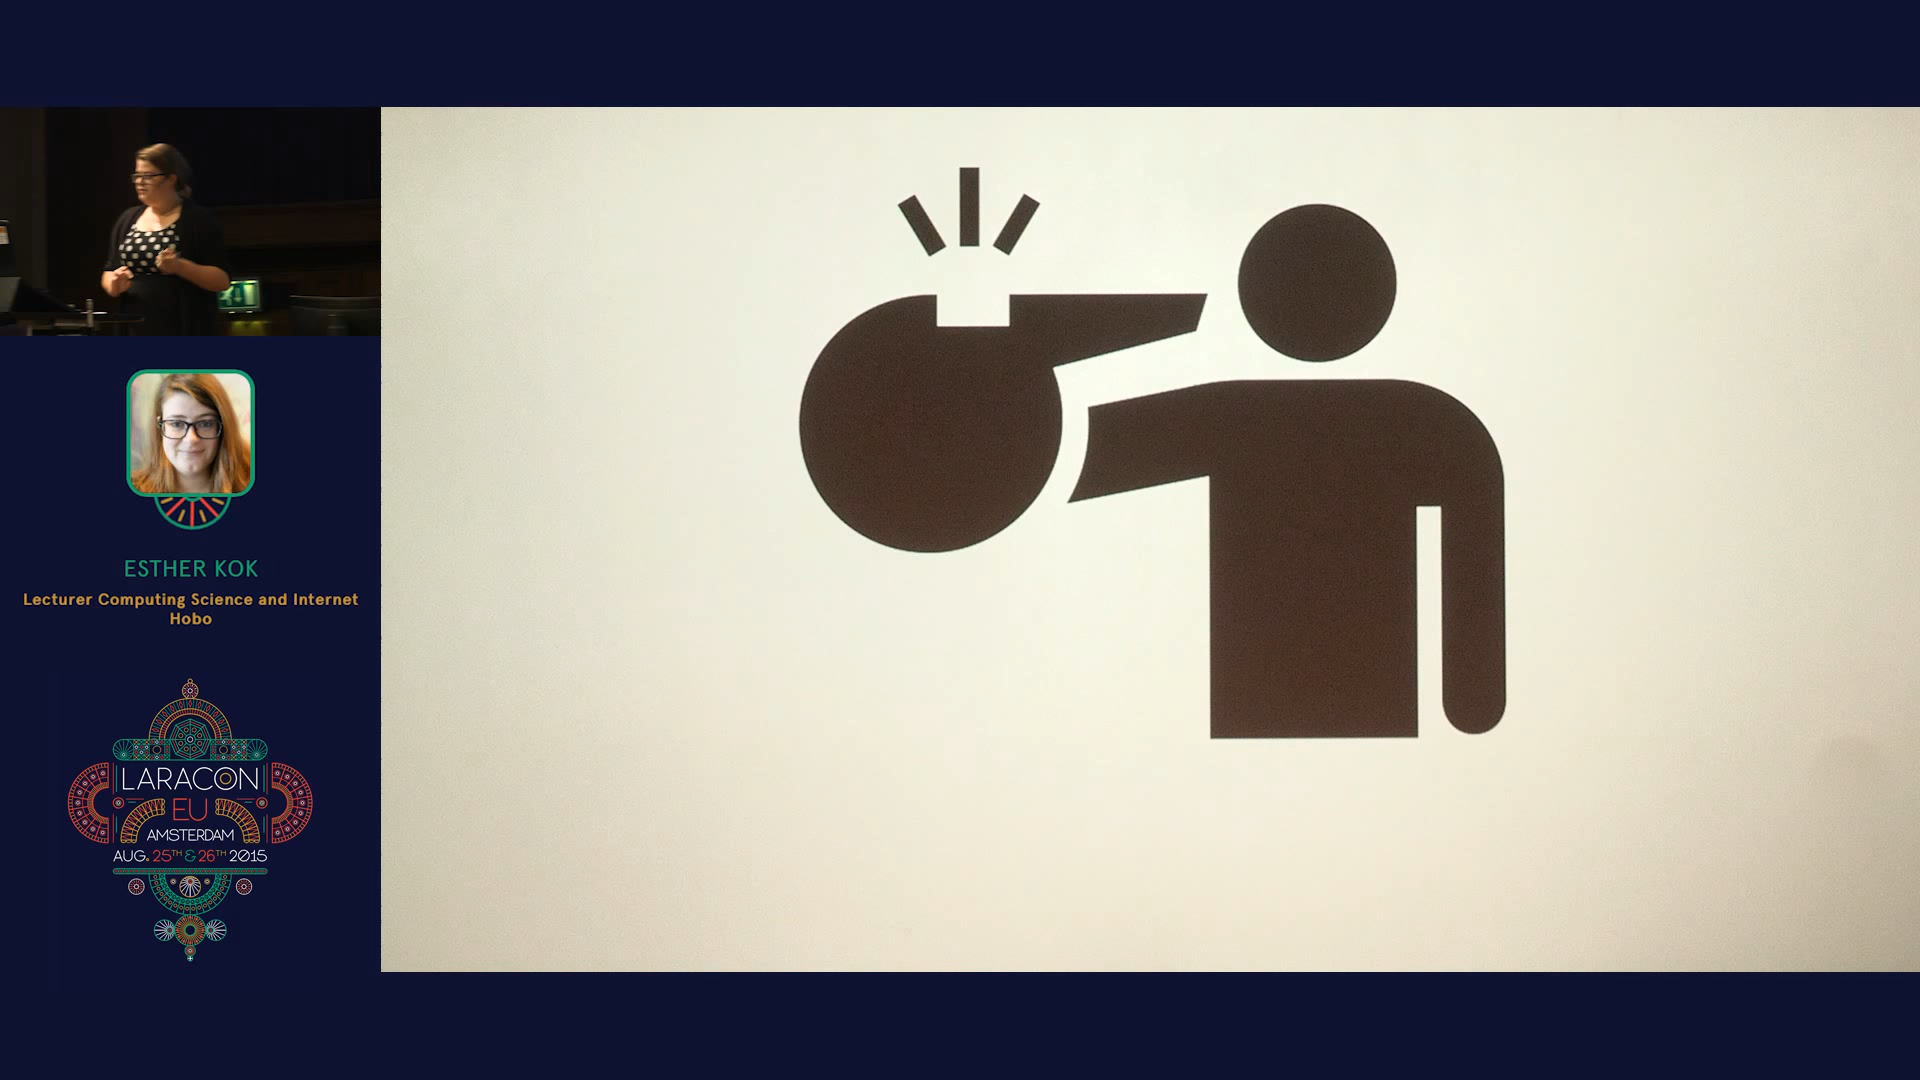 ESTHER KOK
Lecturer Computing Science and Internet
Hobo
LARACON
EU
AMSTERDAM
AUG. 25TH & 26TH 2015